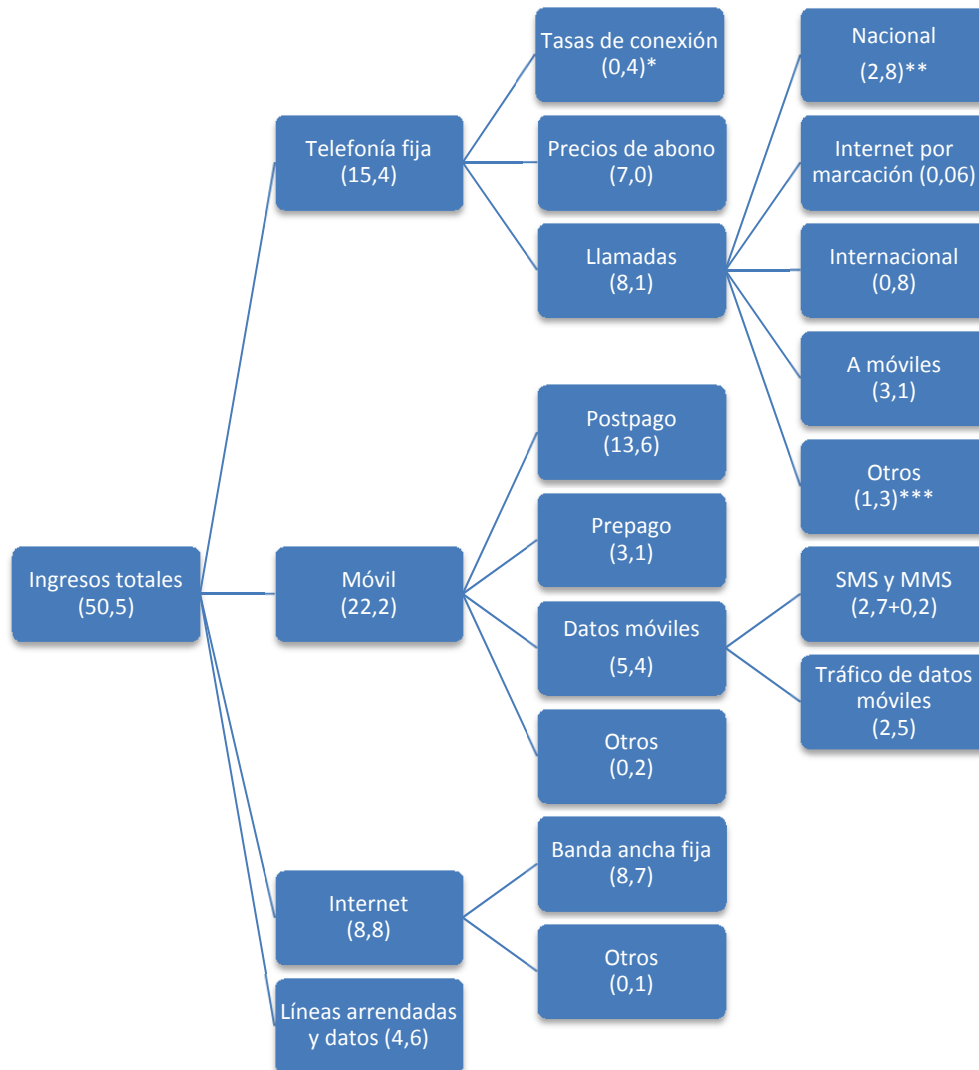 Ingresos totales
(50,5)
Telefonía fija
(15,4)
Tasas de conexión
(0,4)*
Precios de abono
(7,0)
Llamadas
(8,1)
Nacional
(2,8)**
Internet por
marcación (0,06)
Internacional
(0,8)
A móviles
(3,1)
Otros
(1,3)***
Móvil
(22,2)
Postpago
(13,6)
Prepago
(3,1)
Datos móviles
(5,4)
SMS y MMS
(2,7+0,2)
Tráfico de datos
móviles
(2,5)
Otros
(0,2)
Internet
(8,8)
Banda ancha fija
(8,7)
Otros
(0,1)
Líneas arrendadas
y datos (4,6)